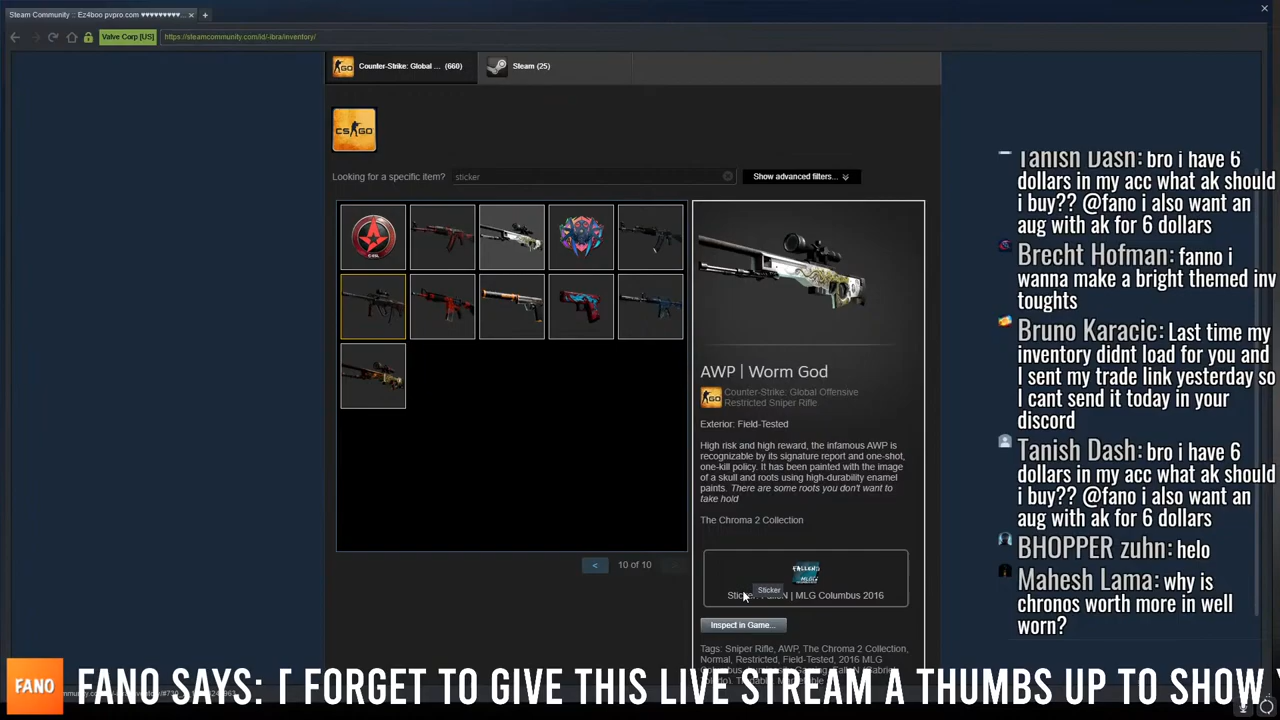 Steam Community :: Ez4boo pvpro com ♥♥♥♥♥♥♥♥♥...
Valve Corp [US]
https://steamcommunity.com/id/-ibra/inventory/
Counter-Strike: Global ... (660)
Steam (25)
CS GO
Looking for a specific item?
sticker
Show advanced filters...
AWP | Worm God
Counter-Strike: Global Offensive
Restricted Sniper Rifle
Exterior: Field-Tested
High risk and high reward, the infamous AWP is
recognizable by its signature report and one-shot,
one-kill policy. It has been painted with the image
of a skull and roots using high-durability enamel
paints. There are some roots you don't want to
take hold
The Chroma 2 Collection
Sticker
| MLG Columbus 2016
Inspect in Game...
Tags: Sniper Rifle, AWP, The Chroma 2 Collection,
Normal, Restricted, Field-Tested, 2016 MLG
< 10 of 10 >
Tanish Dash: bro i have 6
dollars in my acc what ak should
i buy?? @fano i also want an
aug with ak for 6 dollars
Brecht Hofman: fanno i
wanna make a bright themed inv
toughts
Bruno Karacic: Last time my
inventory didnt load for you and
I sent my trade link yesterday so
I cant send it today in your
discord
Tanish Dash: bro i have 6
dollars in my acc what ak should
i buy?? @fano i also want an
aug with ak for 6 dollars
BHOPPER zuhn: helo
Mahesh Lama: why is
chronos worth more in well
worn?
FANO
FANO SAYS: T FORGET TO GIVE THIS LIVE STREAM A THUMBS UP TO SHOW